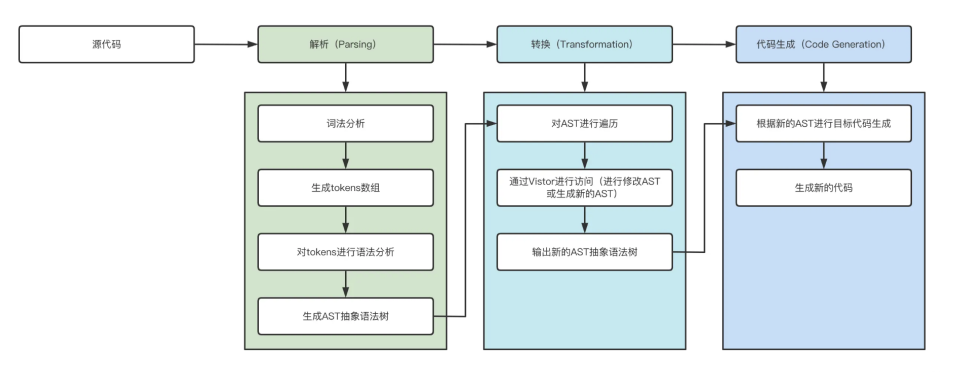 源代码
解析（Parsing）
转换（Transformation）
代码生成（Code Generation）
词法分析
生成tokens数组
对tokens进行语法分析
生成AST抽象语法树
对AST进行遍历
通过Vistor进行访问（进行修改AST
或生成新的AST）
输出新的AST抽象语法树
根据新的AST进行目标代码生成
生成新的代码